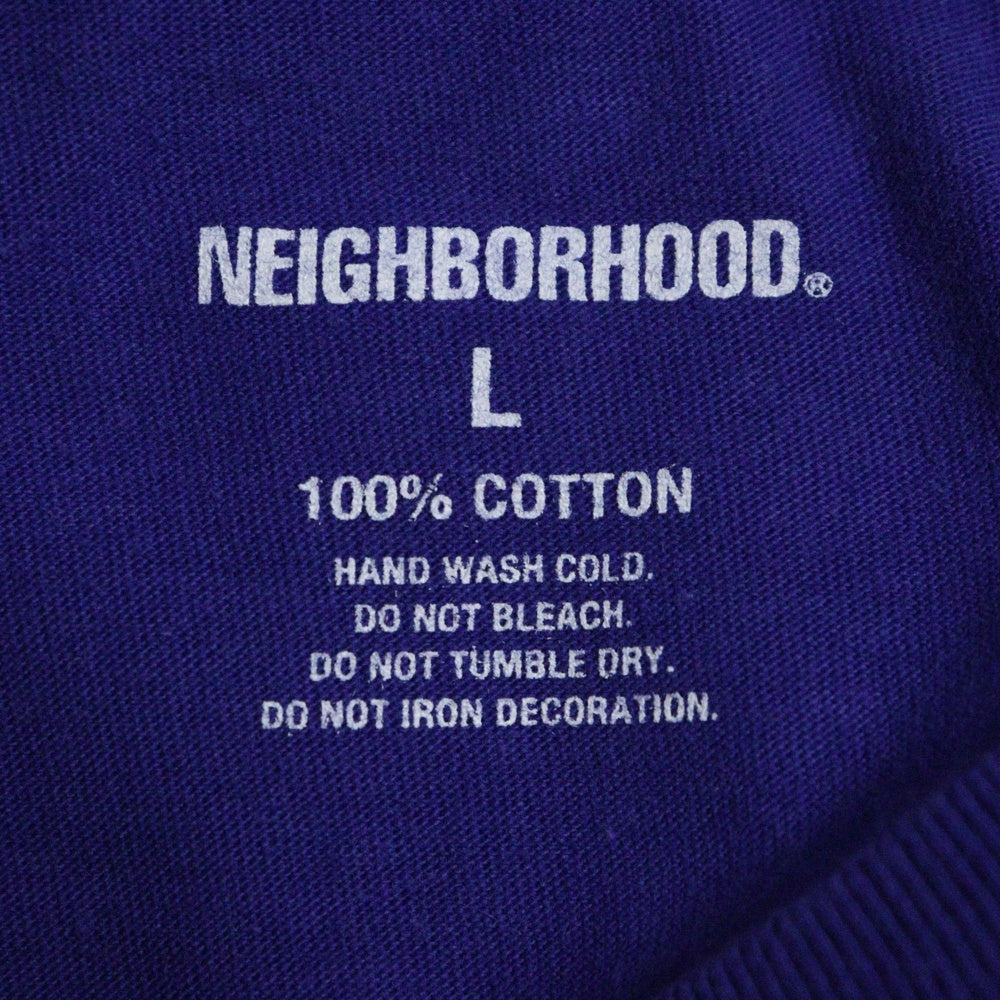 NEIGHBORHOOD.®
L
100% COTTON
HAND WASH COLD.
DO NOT BLEACH.
DO NOT TUMBLE DRY.
DO NOT IRON DECORATION.